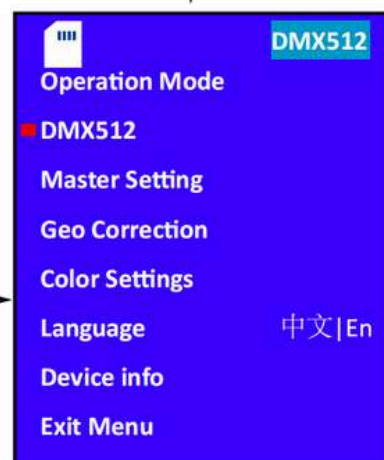 DMX512
Operation Mode
DMX512
Master Setting
Geo Correction
Color Settings
Language 中文|En
Device info
Exit Menu